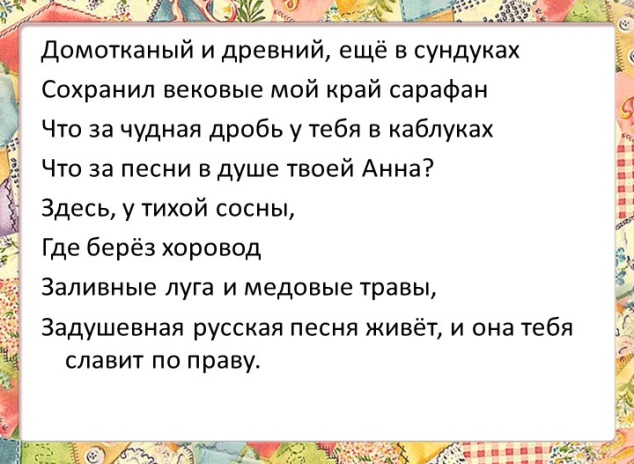 Домотканый и древний, ещё в сундуках
Сохранил вековые мой край сарафан
Что за чудная дробь у тебя в каблуках
Что за песни в душе твоей Анна?
Здесь, у тихой сосны,
Где берёз хоровод
Заливные луга и медовые травы,
Задушевная русская песня живёт, и она тебя
славит по праву.